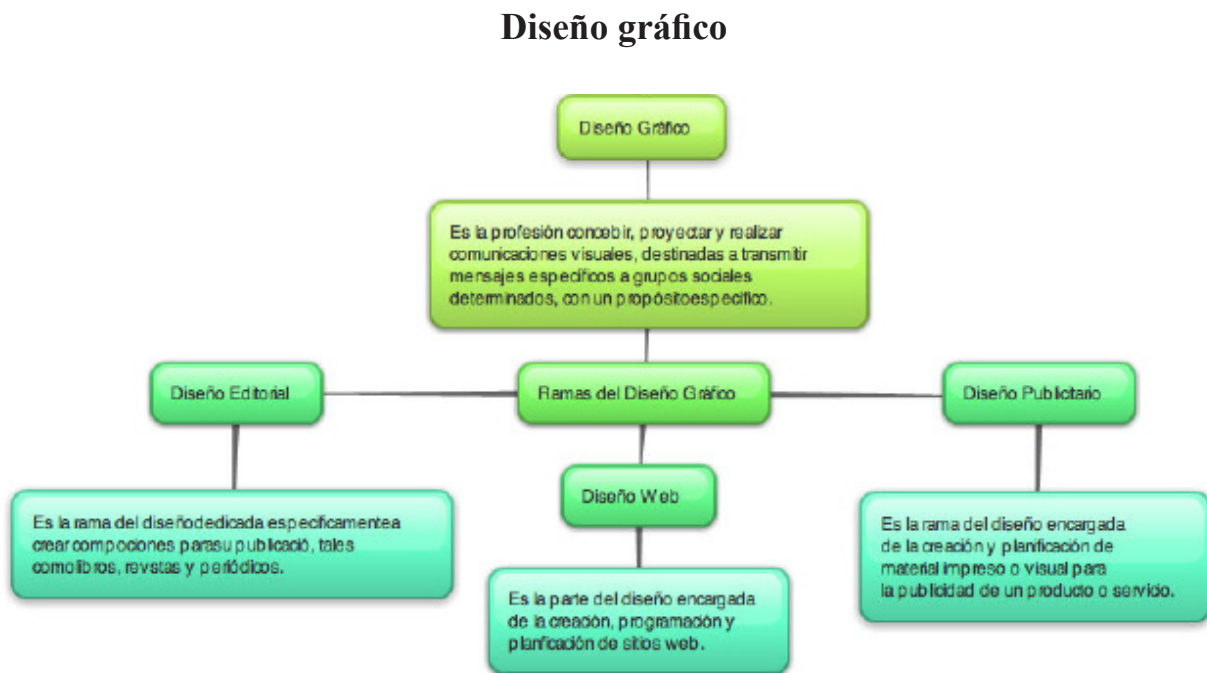 Diseño gráfico
Diseño Gráfico
Es la profesión concebir, proyectar y realizar
comunicaciones visuales, destinadas a transmitir
mensajes específicos a grupos sociales
determinados, con un propósitoespecífico.
Diseño Editorial
Ramas del Diseño Gráfico
Diseño Publicitario
Diseño Web
Es la rama del diseñodedicada específicamentea
crear compociones parasu publicació, tales
comolibros, revstas y periódicos.
Es la parte del diseño encargada
de la creación, programación y
planficación de sitios web.
Es la rama del diseño encargada
de la creación y planificación de
material impreso o visual para
la publicidad de un producto o servicio.